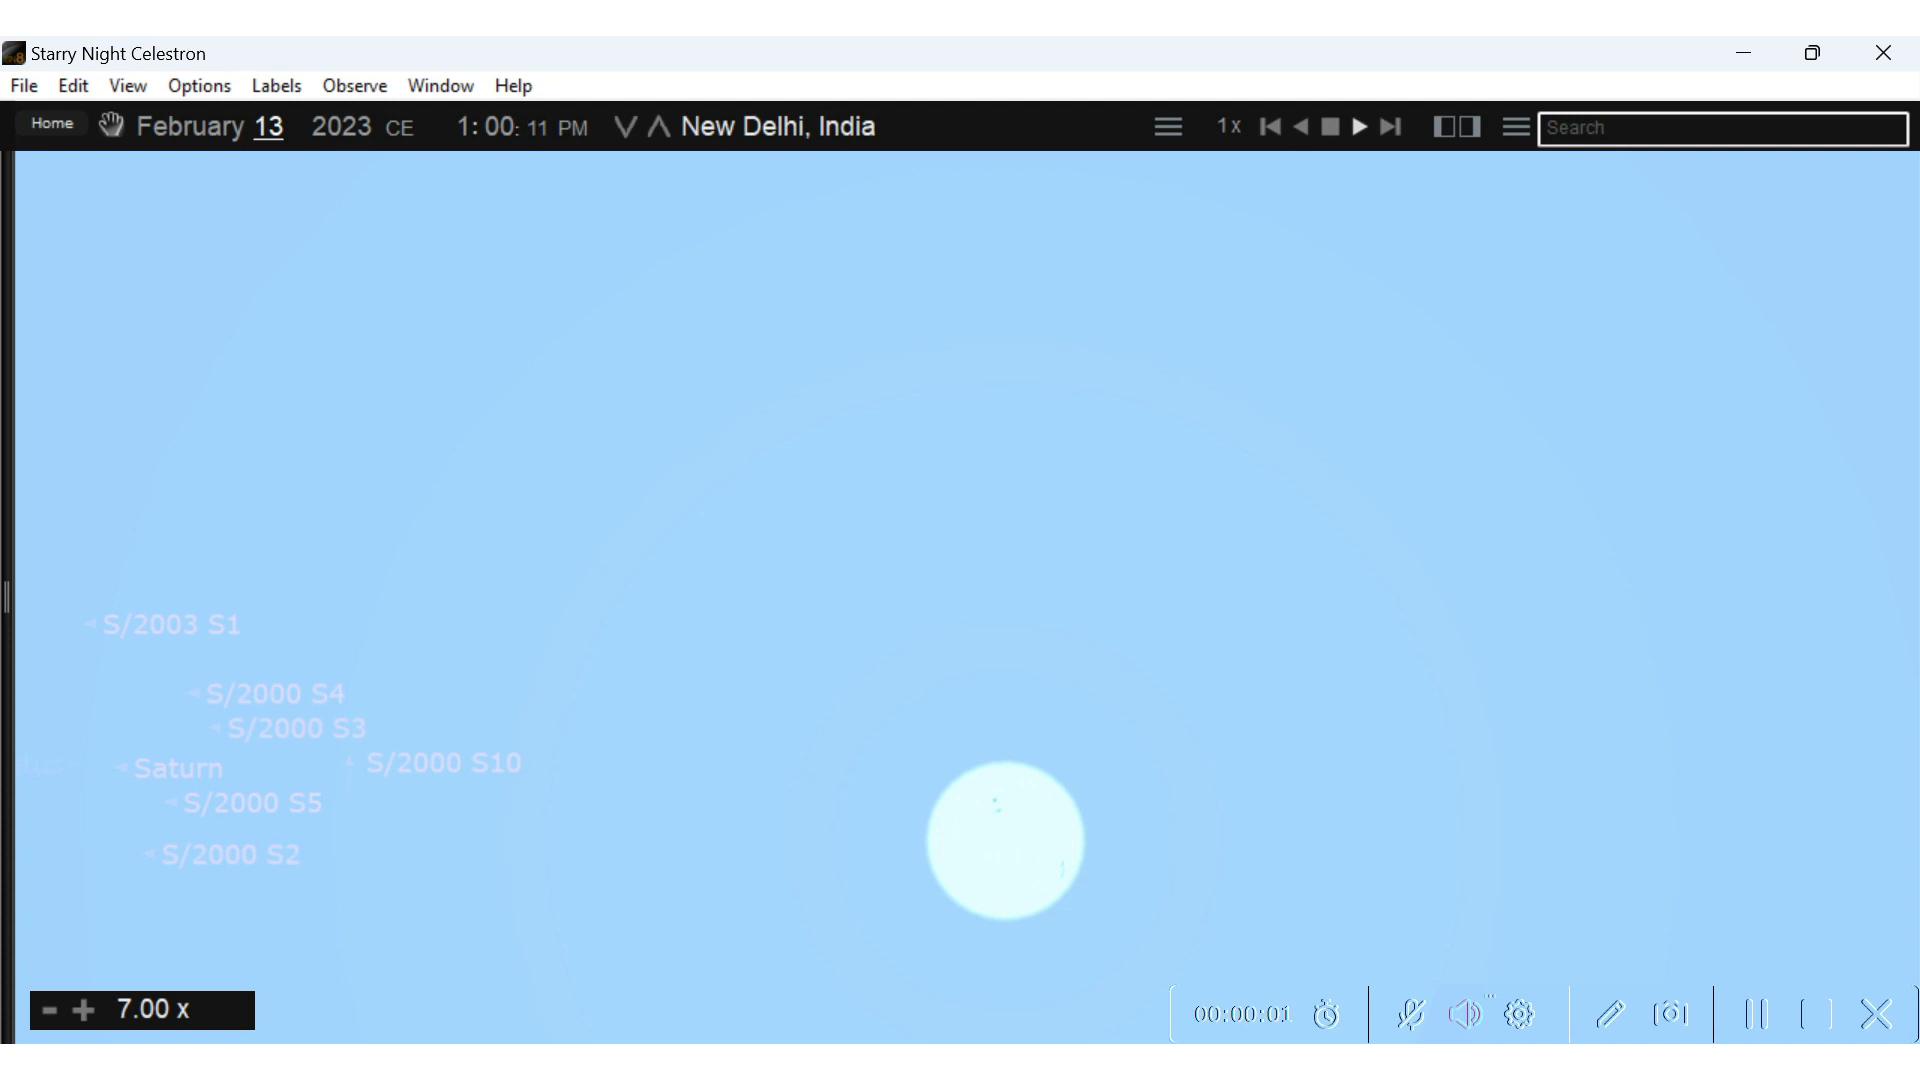 Starry Night Celestron
File Edit View Options Labels Observe Window Help
Home February 13 2023 CE 1:00:11 PM New Delhi, India 1x Search
S/2003 S1
S/2000 S4
S/2000 S3
Saturn S/2000 S10
S/2000 S5
S/2000 S2
7.00 x 00:00:01